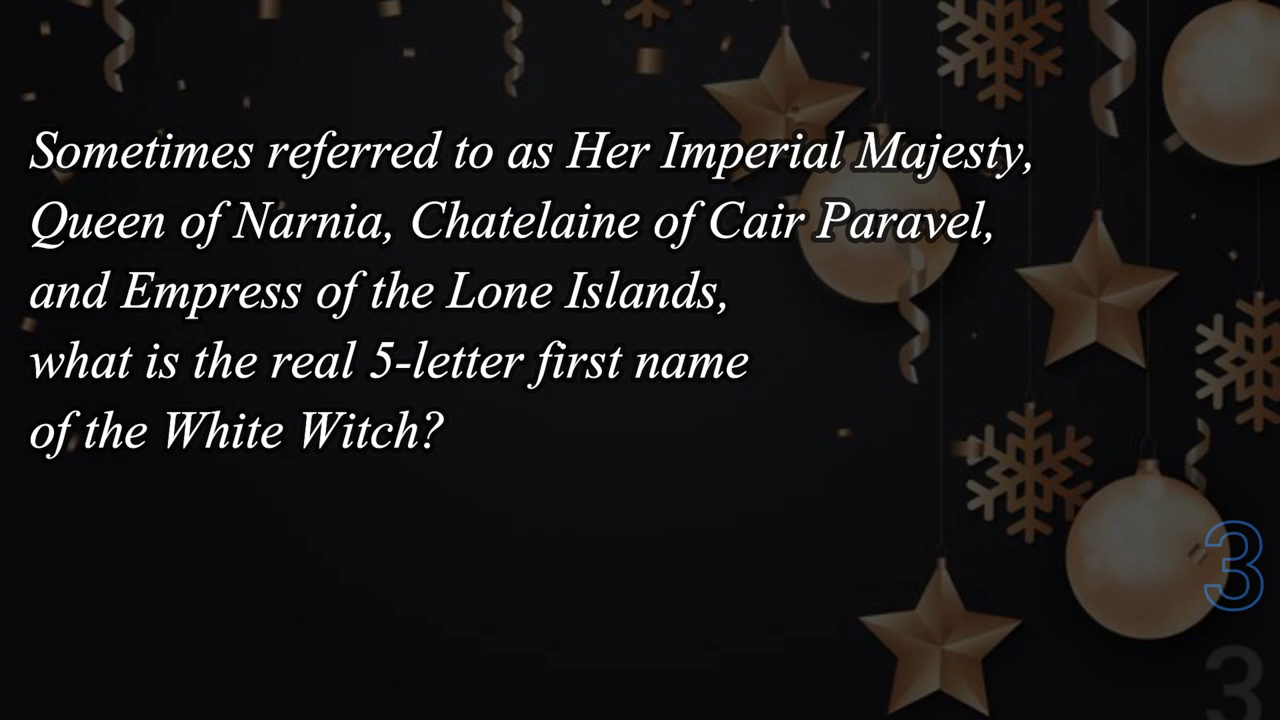 Sometimes referred to as Her Imperial Majesty,
Queen of Narnia, Chatelaine of Cair Paravel,
and Empress of the Lone Islands,
what is the real 5-letter first name
of the White Witch?
3
3